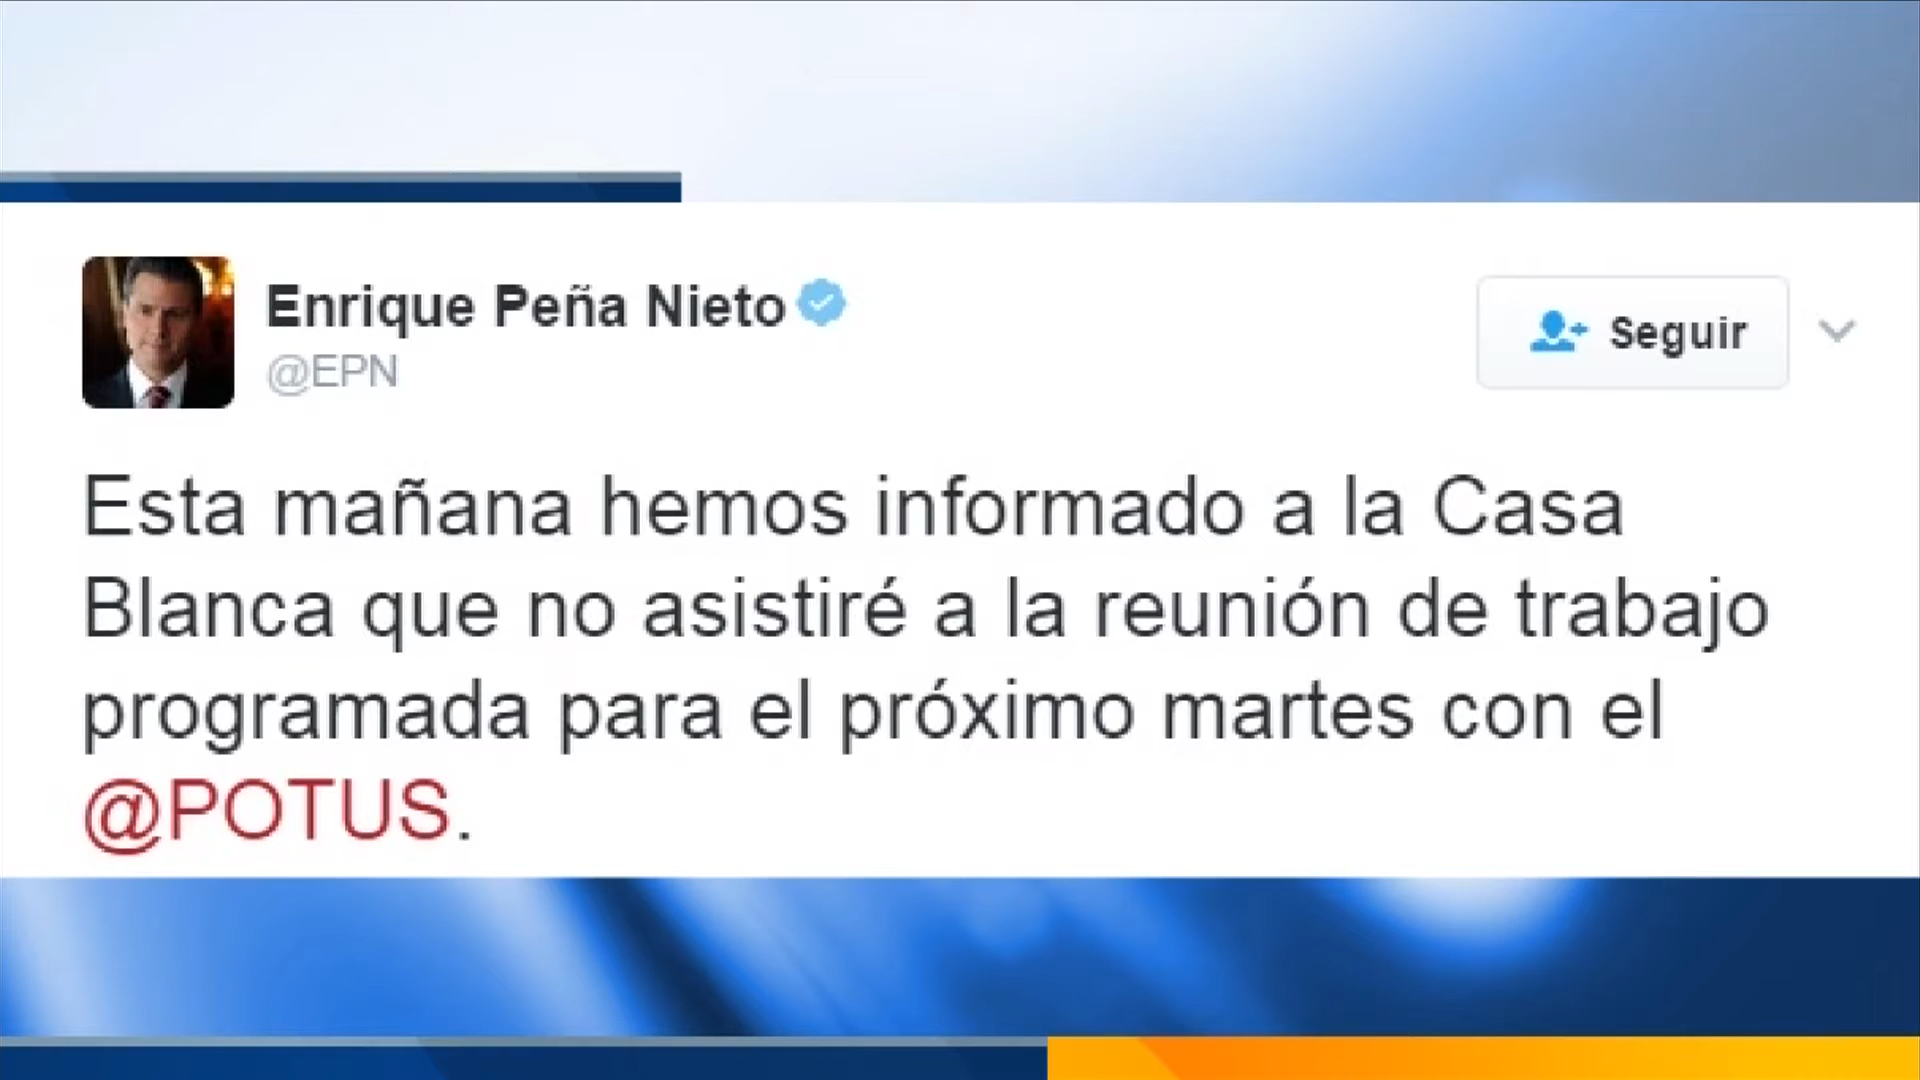 Enrique Peña Nieto
@EPN
Seguir
Esta mañana hemos informado a la Casa
Blanca que no asistiré a la reunión de trabajo
programada para el próximo martes con el
@POTUS.